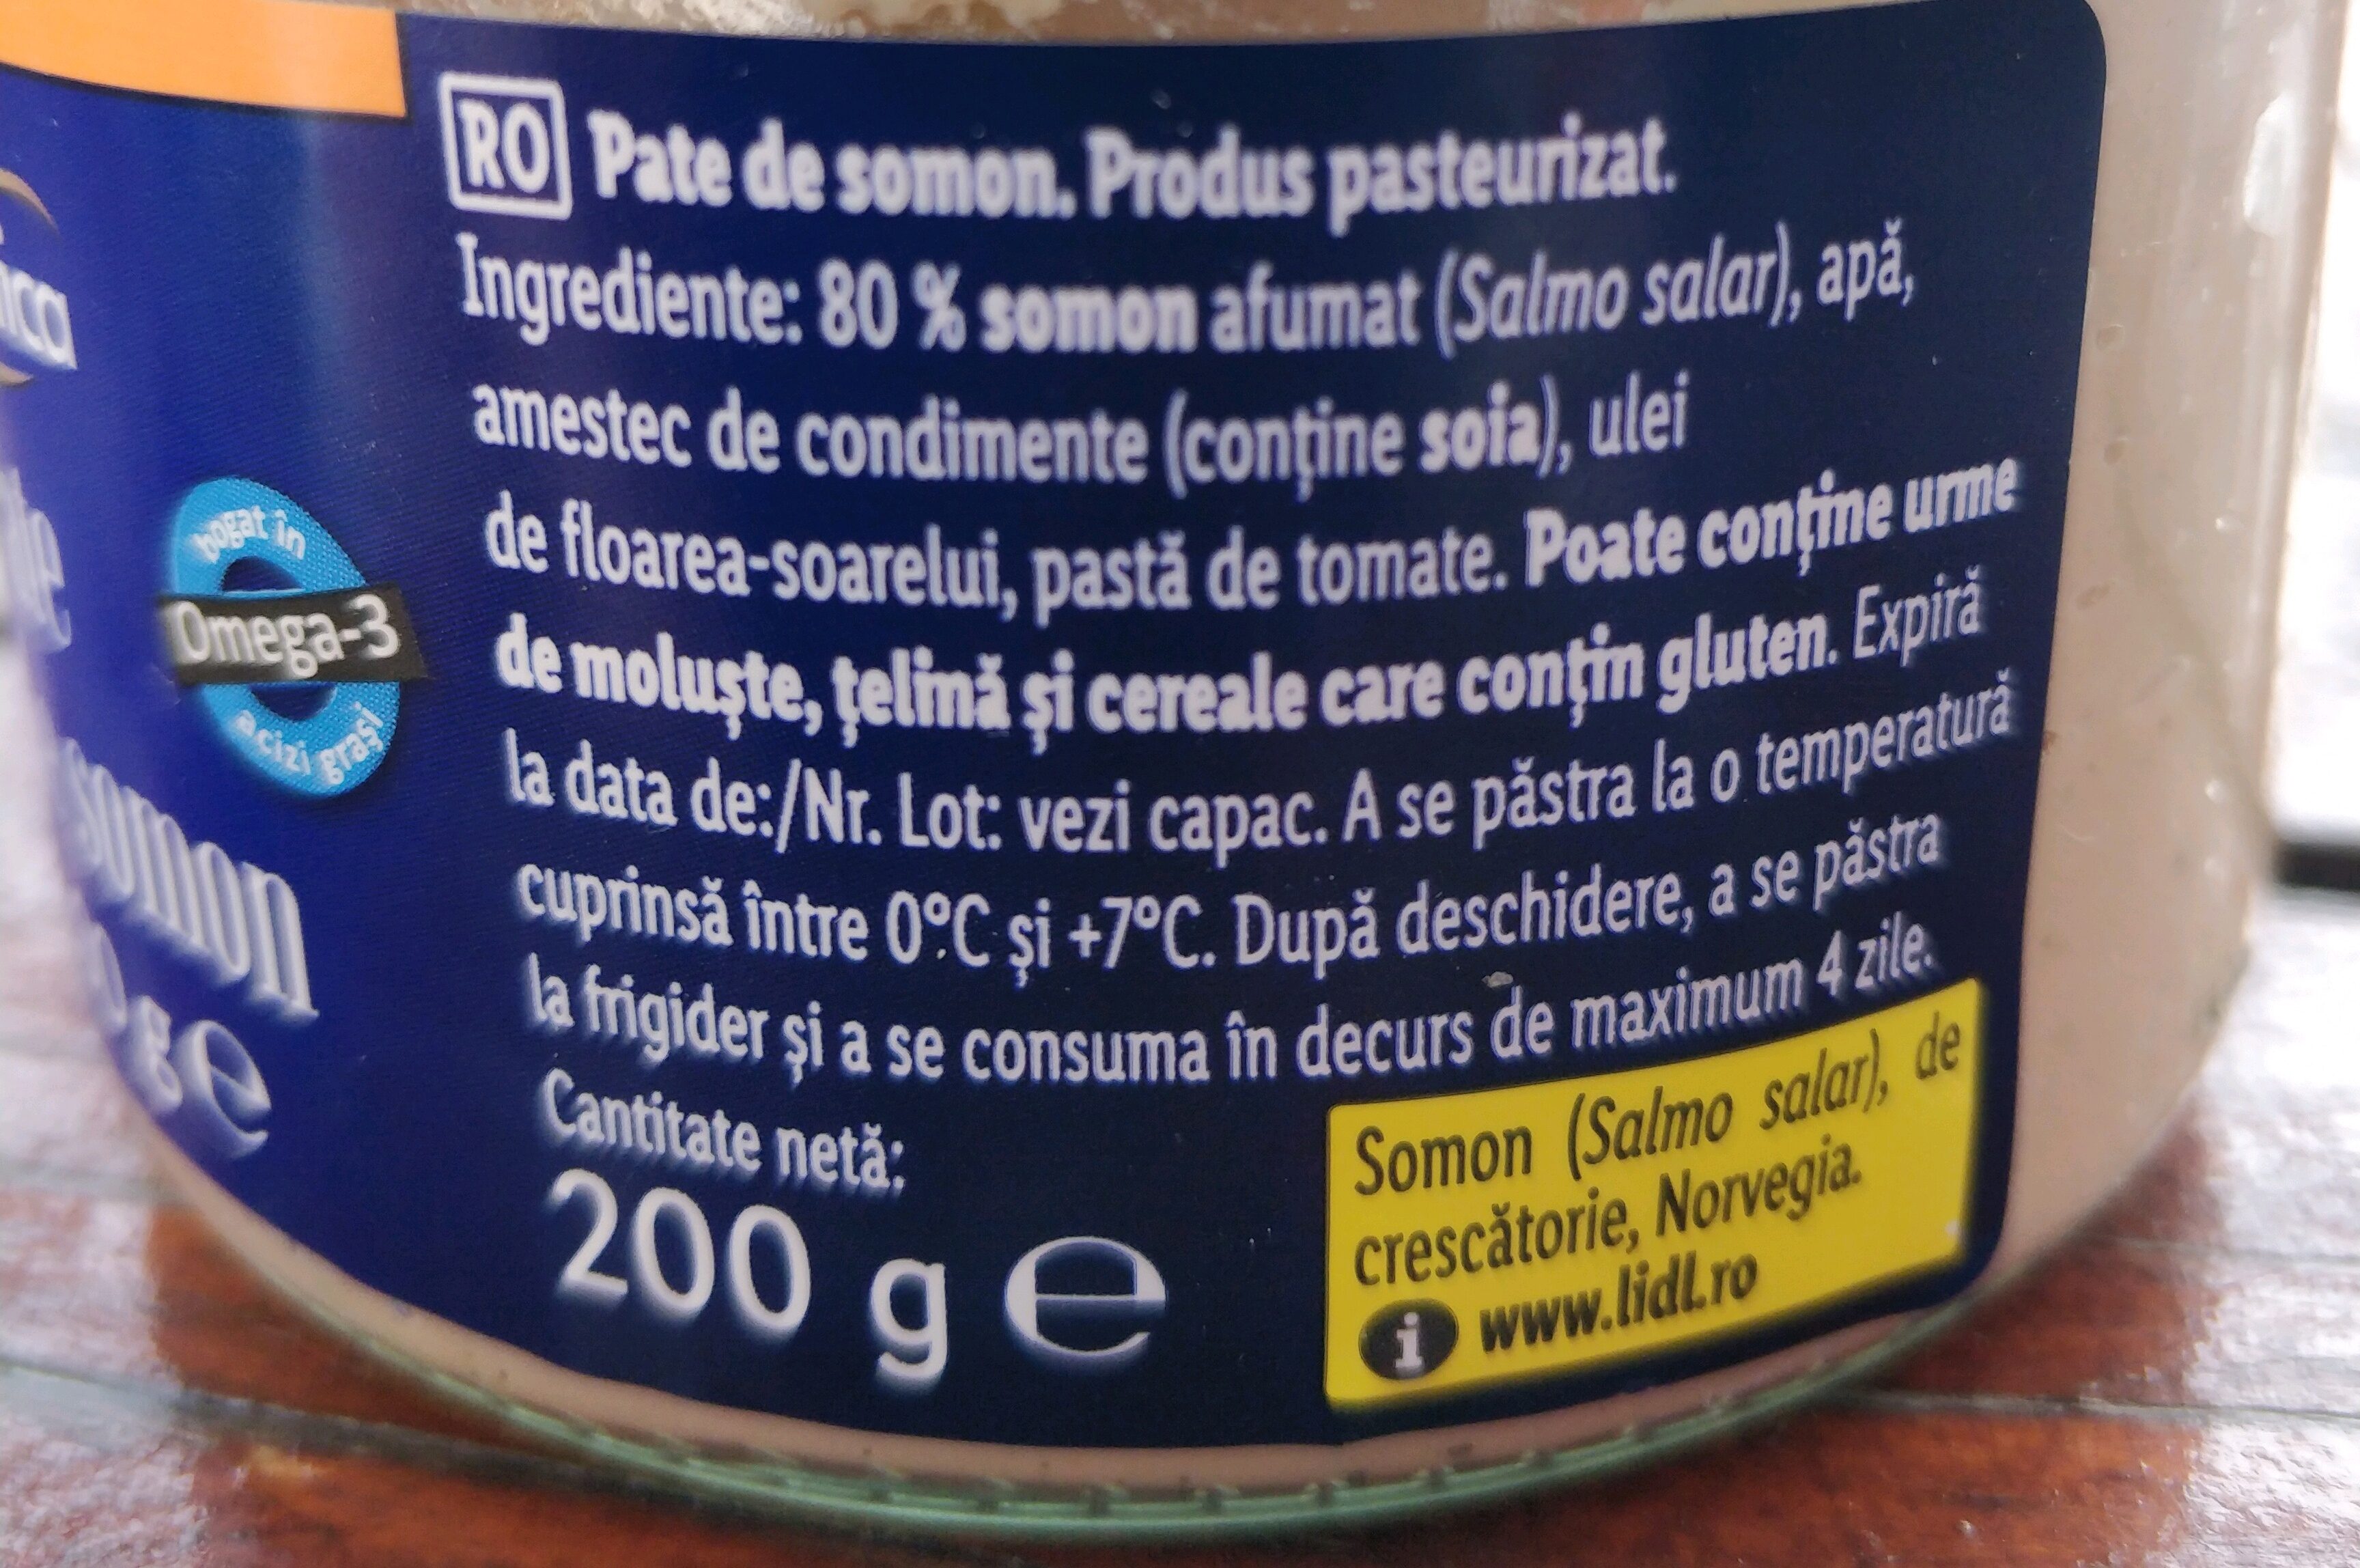 RO Pate de somon. Produs pasteurizat.
Ingrediente: 80 % somon afumat (Salmo salar), apă,
amestec de condimente (conține soia), ulei
de floarea-soarelui, pastă de tomate. Poate conține urme
de moluște, țelină și cereale care conțin gluten. Expiră
la data de:/Nr. Lot: vezi capac. A se păstra la o temperatură
cuprinsă între 0°C și +7°C. După deschidere, a se păstra
la frigider și a se consuma în decurs de maximum 4 zile.
Cantitate netă:
200 g e
Somon (Salmo salar), de
crescătorie, Norvegia.
i www.lidl.ro
bogat în
Omega-3
acizi grași
somon
g e